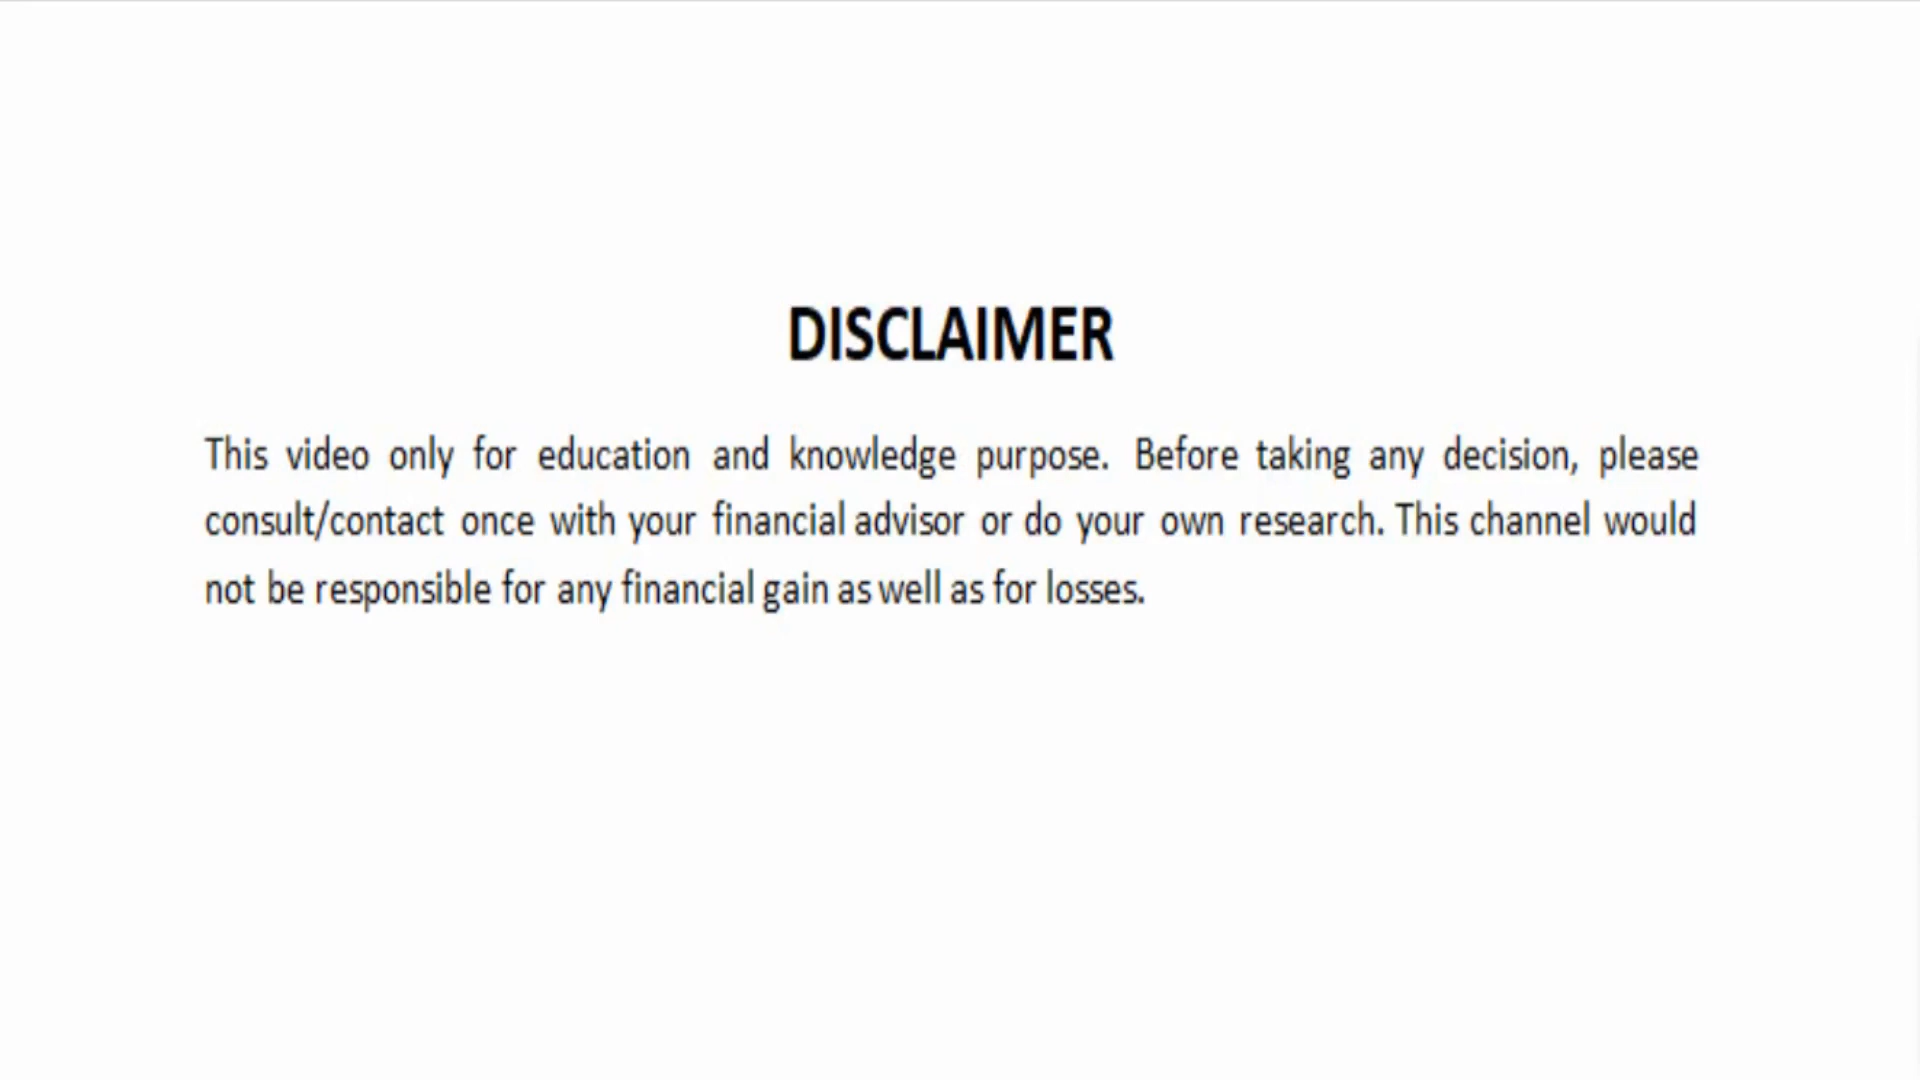 DISCLAIMER
This video only for education and knowledge purpose. Before taking any decision, please
consult/contact once with your financial advisor or do your own research. This channel would
not be responsible for any financial gain as well as for losses.